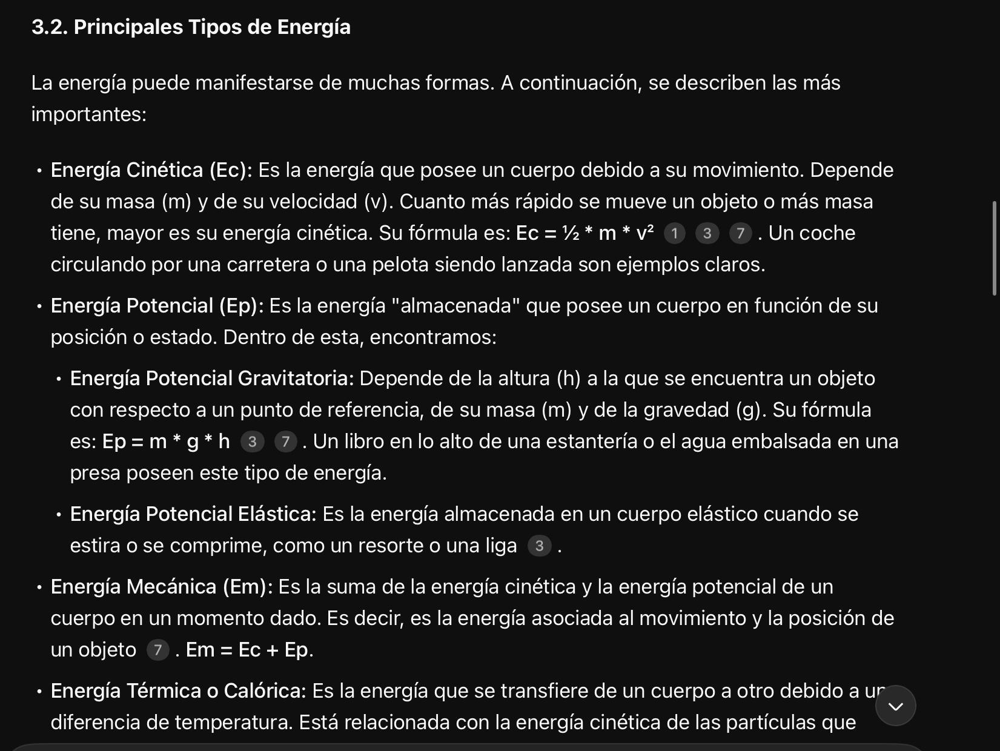 3.2. Principales Tipos de Energía
La energía puede manifestarse de muchas formas. A continuación, se describen las más
importantes:
• Energía Cinética (Ec): Es la energía que posee un cuerpo debido a su movimiento. Depende
de su masa (m) y de su velocidad (v). Cuanto más rápido se mueve un objeto o más masa
tiene, mayor es su energía cinética. Su fórmula es: Ec = ½ * m * v² 1 3 7 . Un coche
circulando por una carretera o una pelota siendo lanzada son ejemplos claros.
• Energía Potencial (Ep): Es la energía "almacenada" que posee un cuerpo en función de su
posición o estado. Dentro de esta, encontramos:
• Energía Potencial Gravitatoria: Depende de la altura (h) a la que se encuentra un objeto
con respecto a un punto de referencia, de su masa (m) y de la gravedad (g). Su fórmula
es: Ep = m * g * h 3 7 . Un libro en lo alto de una estantería o el agua embalsada en una
presa poseen este tipo de energía.
• Energía Potencial Elástica: Es la energía almacenada en un cuerpo elástico cuando se
estira o se comprime, como un resorte o una liga 3 .
• Energía Mecánica (Em): Es la suma de la energía cinética y la energía potencial de un
cuerpo en un momento dado. Es decir, es la energía asociada al movimiento y la posición de
un objeto 7 . Em = Ec + Ep.
• Energía Térmica o Calórica: Es la energía que se transfiere de un cuerpo a otro debido a un
diferencia de temperatura. Está relacionada con la energía cinética de las partículas que